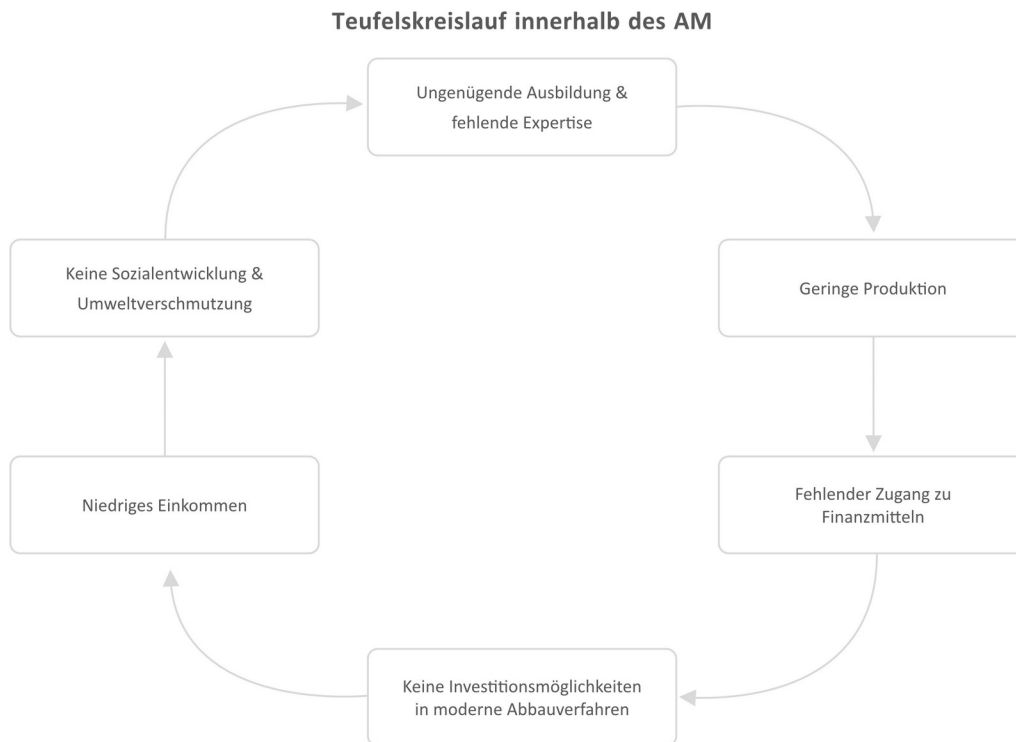 Teufelskreislauf innerhalb des AM
Ungenügende Ausbildung &
fehlende Expertise
Geringe Produktion
Fehlender Zugang zu
Finanzmitteln
Keine Investitionsmöglichkeiten
in moderne Abbauverfahren
Niedriges Einkommen
Keine Sozialentwicklung &
Umweltverschmutzung